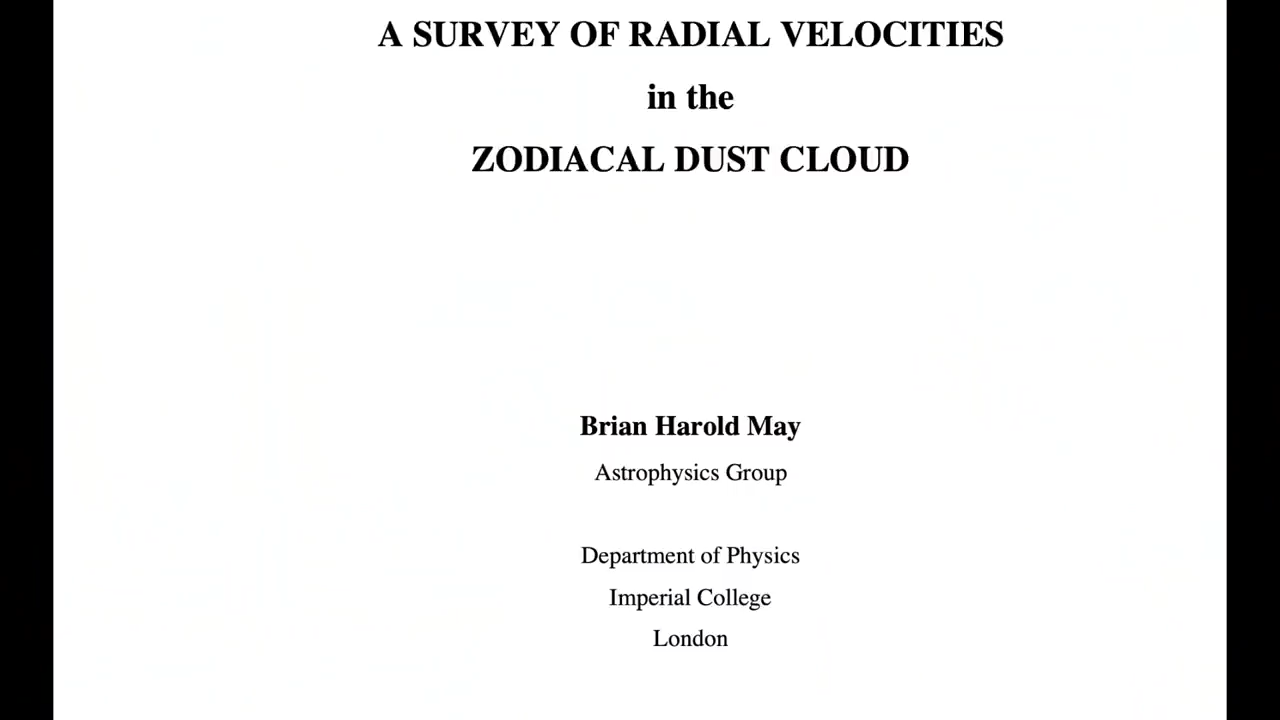 A SURVEY OF RADIAL VELOCITIES
in the
ZODIACAL DUST CLOUD
Brian Harold May
Astrophysics Group
Department of Physics
Imperial College
London